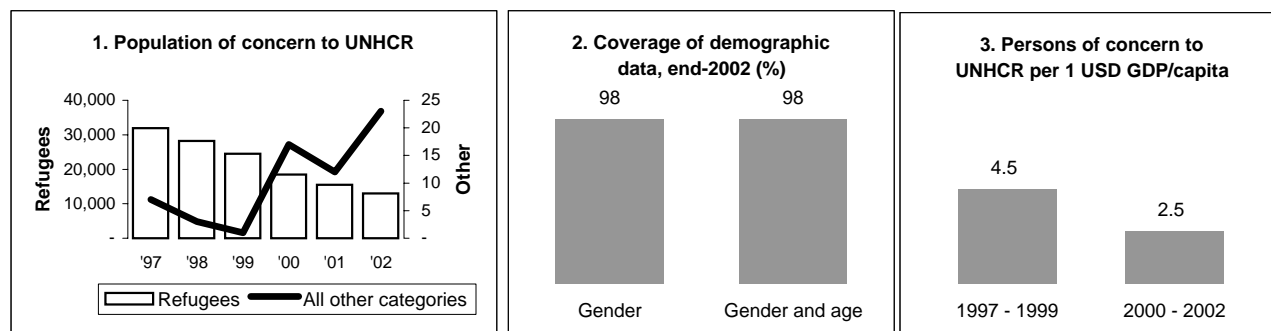 1. Population of concern to UNHCR
40,000
30,000
20,000
10,000
-
Refugees
25
20
15
10
5
-
Other
'97 '98 '99 '00 '01 '02
Refugees All other categories
2. Coverage of demographic
data, end-2002 (%)
98 98
Gender Gender and age
3. Persons of concern to
UNHCR per 1 USD GDP/capita
4.5
2.5
1997 - 1999 2000 - 2002